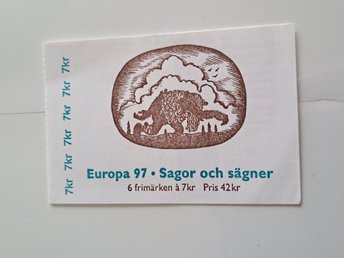 7kr 7kr 7kr 7kr 7kr 7kr
Europa 97 • Sagor och sägner
6 frimärken à 7kr Pris 42kr